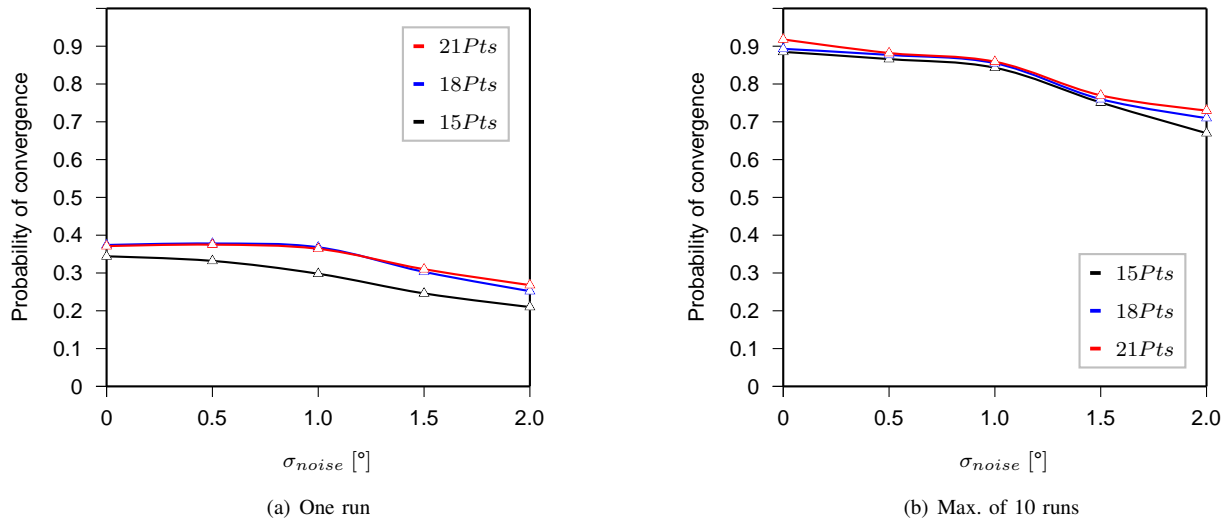 Probability of convergence
0.9
0.8
0.7
0.6
0.5
0.4
0.3
0.2
0.1
0
0 0.5 1.0 1.5 2.0
σnoise [°]
21Pts
18Pts
15Pts
(a) One run
Probability of convergence
0.9
0.8
0.7
0.6
0.5
0.4
0.3
0.2
0.1
0
0 0.5 1.0 1.5 2.0
σnoise [°]
15Pts
18Pts
21Pts
(b) Max. of 10 runs